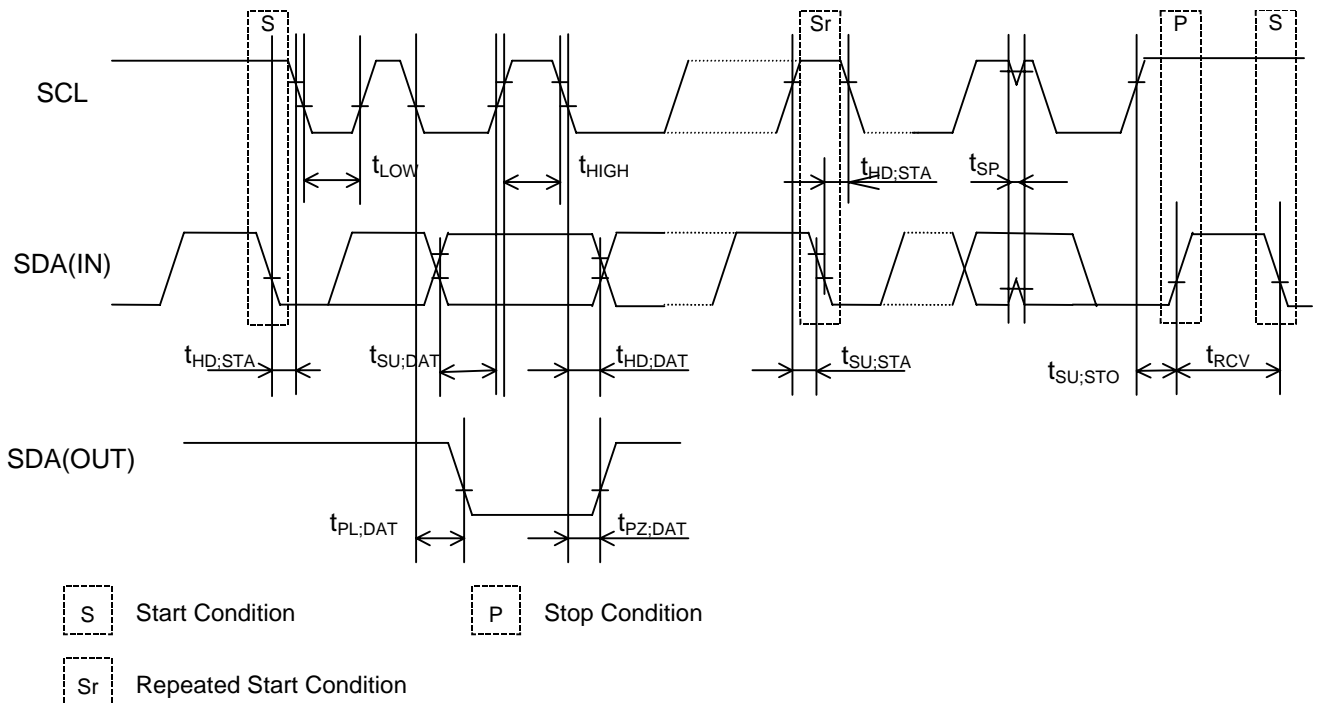 S Sr P S
SCL
tLOW tHIGH tHD;STA tSP
SDA(IN)
tHD;STA tSU;DAT tHD;DAT tSU;STA tSU;STO tRCV
SDA(OUT)
tPL;DAT tPZ;DAT
S Start Condition P Stop Condition
Sr Repeated Start Condition